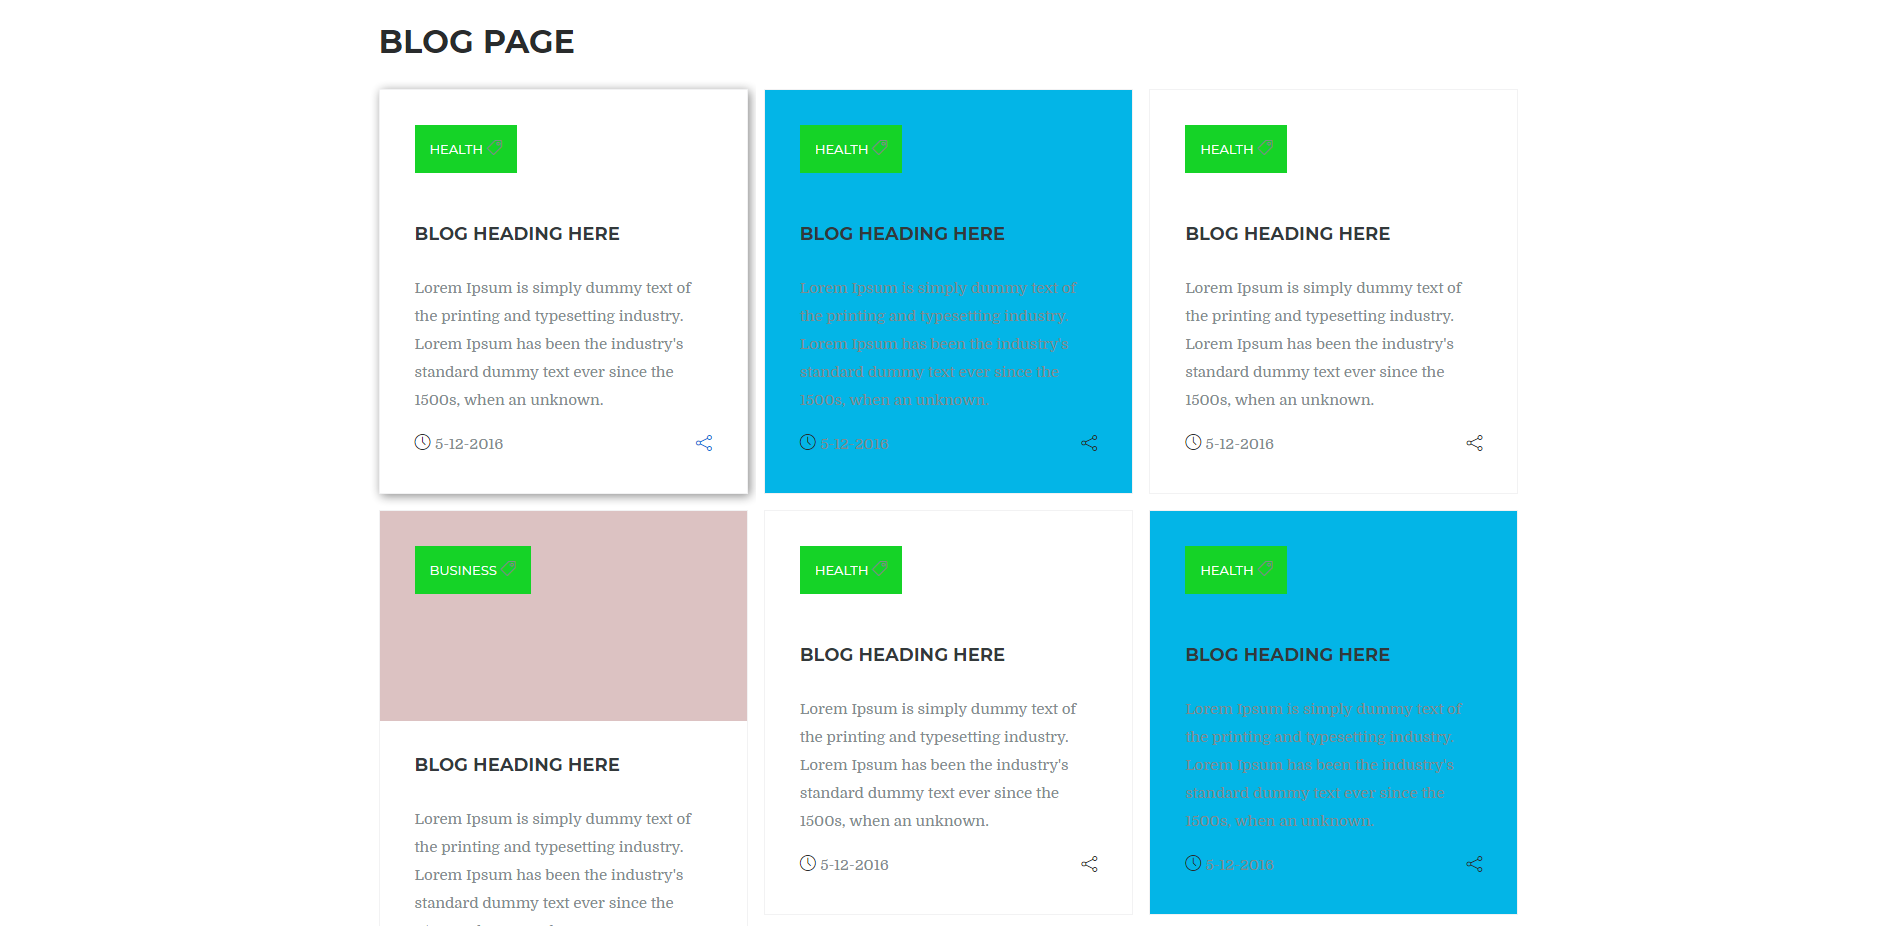 BLOG PAGE
HEALTH
BLOG HEADING HERE
Lorem Ipsum is simply dummy text of
the printing and typesetting industry.
Lorem Ipsum has been the industry's
standard dummy text ever since the
1500s, when an unknown.
5-12-2016
HEALTH
BLOG HEADING HERE
Lorem Ipsum is simply dummy text of
the printing and typesetting industry.
Lorem Ipsum has been the industry's
standard dummy text ever since the
1500s, when an unknown.
5-12-2016
HEALTH
BLOG HEADING HERE
Lorem Ipsum is simply dummy text of
the printing and typesetting industry.
Lorem Ipsum has been the industry's
standard dummy text ever since the
1500s, when an unknown.
5-12-2016
BUSINESS
BLOG HEADING HERE
Lorem Ipsum is simply dummy text of
the printing and typesetting industry.
Lorem Ipsum has been the industry's
standard dummy text ever since the
HEALTH
BLOG HEADING HERE
Lorem Ipsum is simply dummy text of
the printing and typesetting industry.
Lorem Ipsum has been the industry's
standard dummy text ever since the
1500s, when an unknown.
5-12-2016
HEALTH
BLOG HEADING HERE
Lorem Ipsum is simply dummy text of
the printing and typesetting industry.
Lorem Ipsum has been the industry's
standard dummy text ever since the
1500s, when an unknown.
5-12-2016